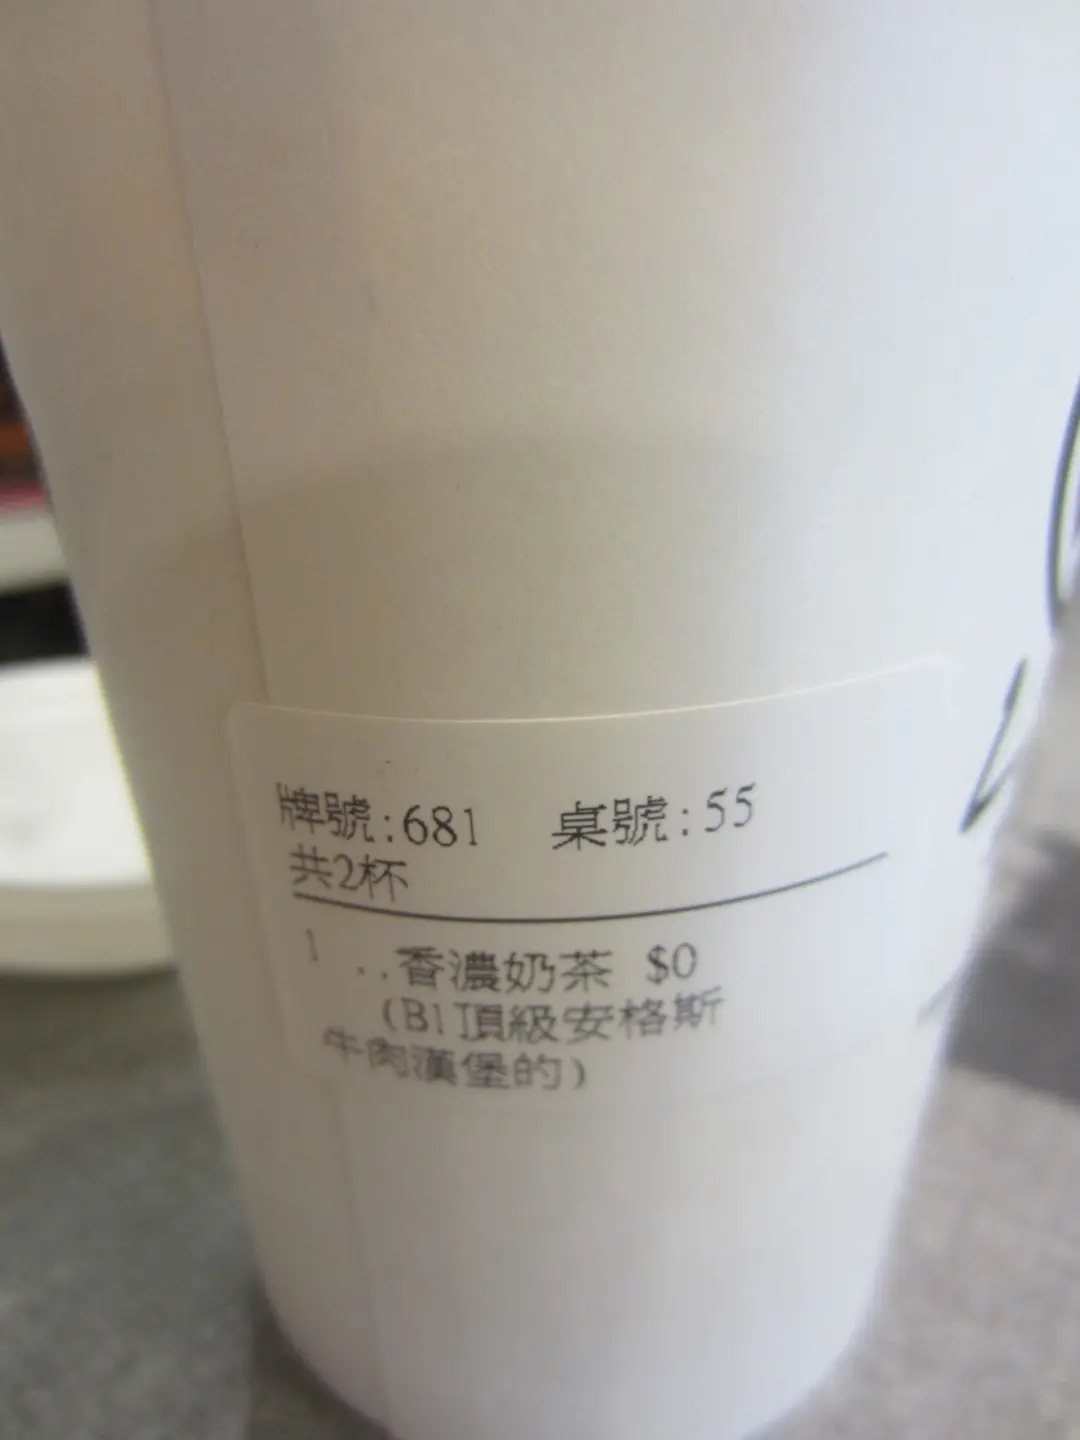 牌號:681 桌號:55
共2杯
1 ..香濃奶茶 $0
(B1頂級安格斯
牛肉漢堡的)